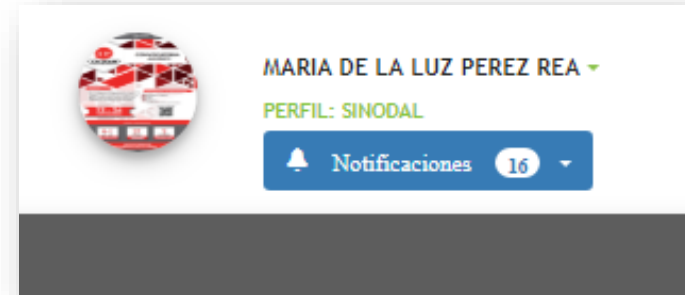 MARIA DE LA LUZ PEREZ REA
PERFIL: SINODAL
Notificaciones 16